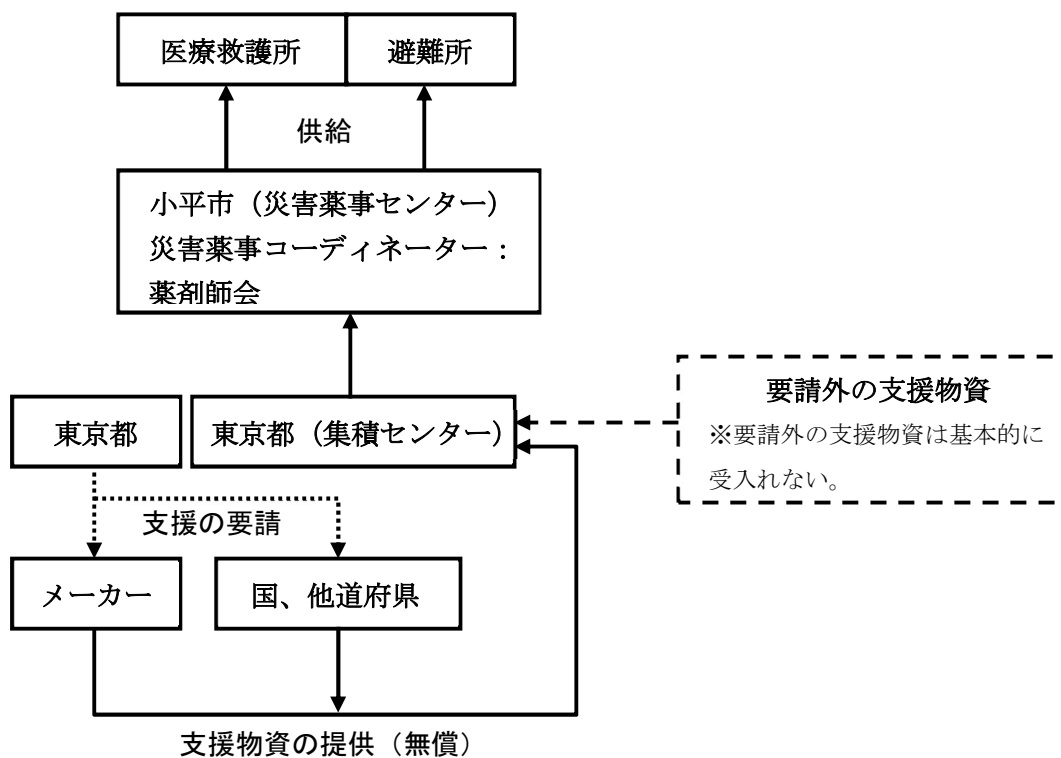 医療救護所
避難所
供給
小平市（災害薬事センター）
災害薬事コーディネーター：
薬剤師会
東京都
東京都（集積センター）
要請外の支援物資
※要請外の支援物資は基本的に
受入れない。
支援の要請
メーカー
国、他道府県
支援物資の提供（無償）